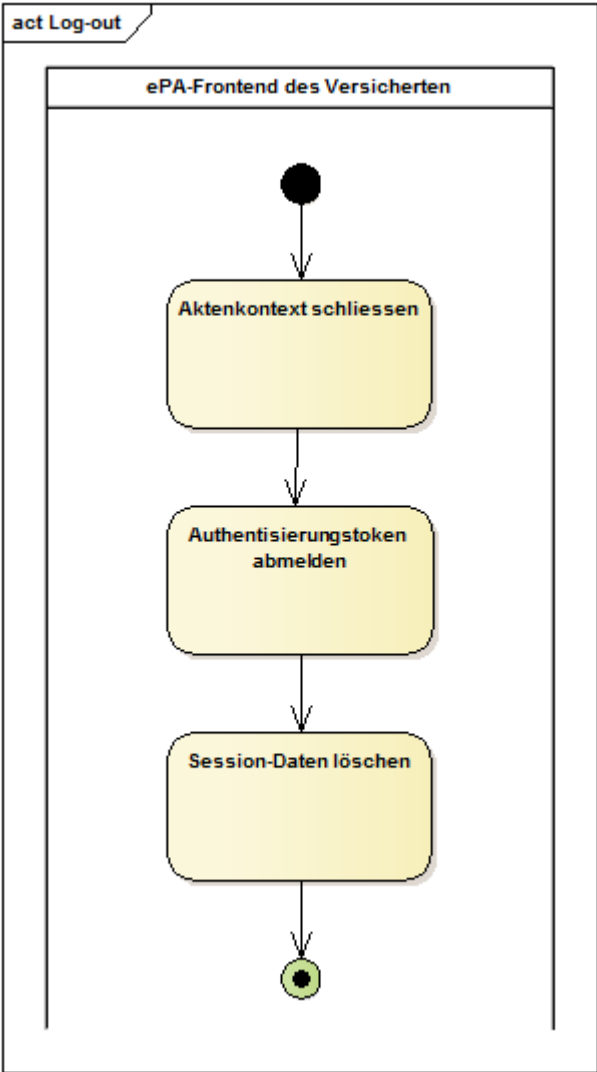 act Log-out
ePA-Frontend des Versicherten
Aktenkontext schliessen
Authentisierungstoken
abmelden
Session-Daten löschen